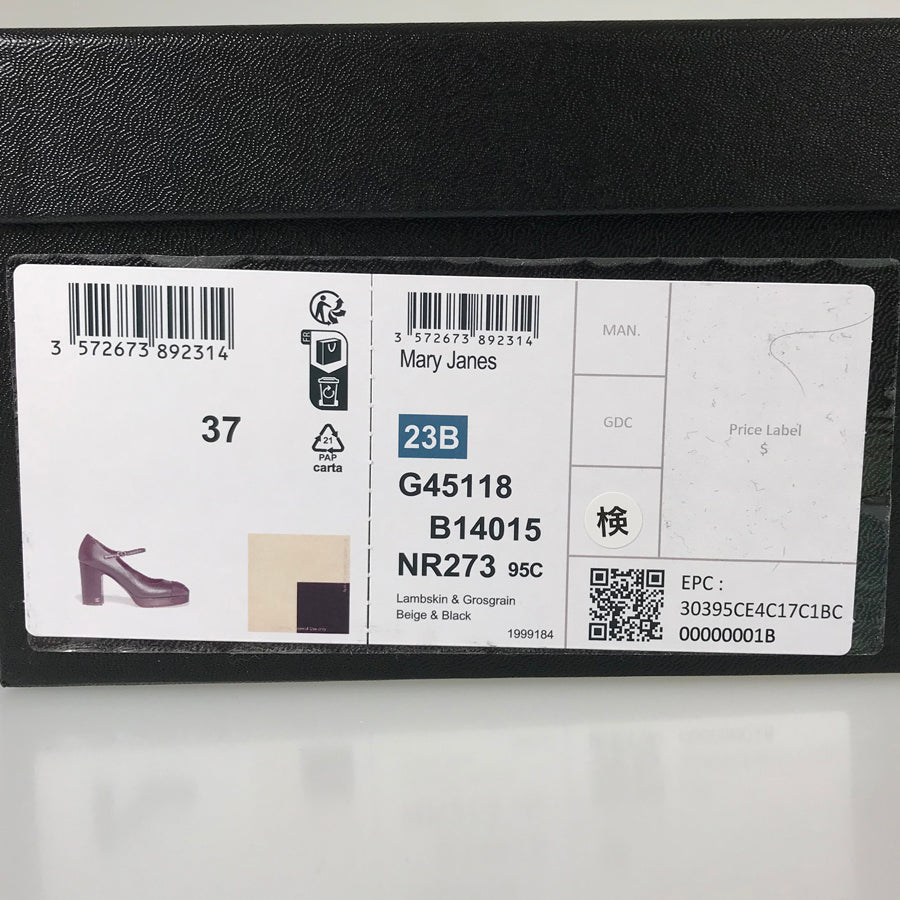 3 572673 892314
37
FR
21
PAP
carta
3 572673 892314
Mary Janes
23B
G45118
B14015
NR273 95C
Lambskin & Grosgrain
Beige & Black
1999184
MAN.
GDC
検
Price Label
$
EPC :
30395CE4C17C1BC
00000001B